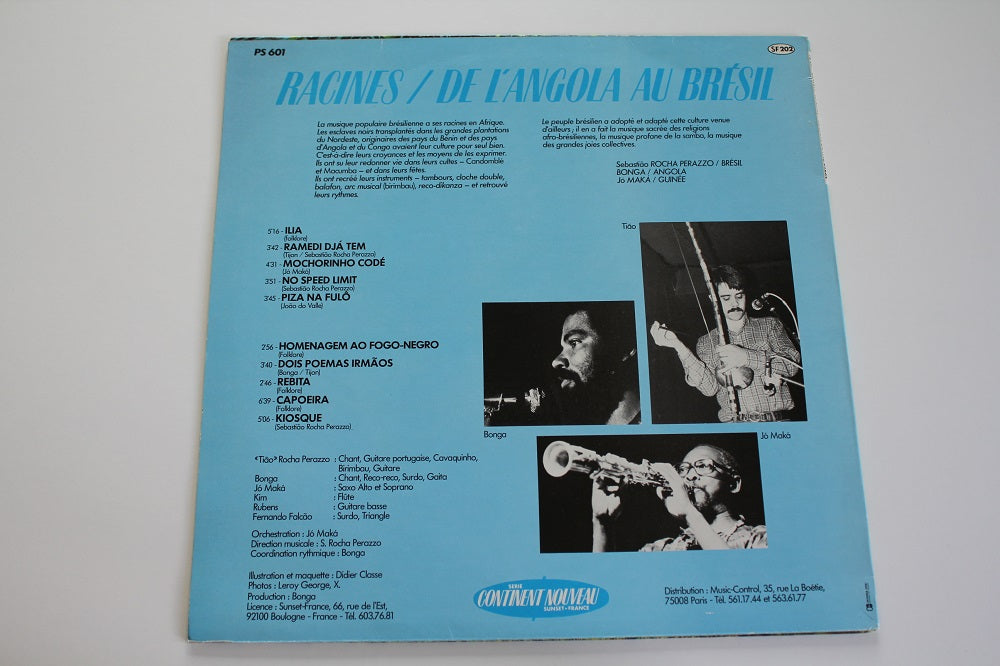 PS 601
SF 202
RACINES / DE L'ANGOLA AU BRÉSIL
La musique populaire brésilienne a ses racines en Afrique.
Les esclaves noirs transplantés dans les grandes plantations
du Nordeste, originaires des pays du Bénin et des pays
d'Angola et du Congo avaient leur culture pour seul bien.
C'est-à-dire leurs croyances et les moyens de les exprimer.
Ils ont su leur redonner vie dans leurs cultes – Candomblé
et Macumba – et dans leurs fêtes.
Ils ont recréé leurs instruments – tambours, cloche double,
balafon, arc musical (birimbau), reco-dikanza – et retrouvé
leurs rythmes.
Le peuple brésilien a adopté et adapté cette culture venue
d'ailleurs ; il en a fait la musique sacrée des religions
afro-brésiliennes, la musique profane de la samba, la musique
des grandes joies collectives.
Sebastião ROCHA PERAZZO / BRÉSIL
BONGA / ANGOLA
Jô MAKA / GUINÉE
5'16 - ILIA
(Folklore)
3'42 - RAMEDI DJÁ TEM
(Tijan / Sebastião Rocha Perazzo)
4'31 - MOCHORINHO CODÉ
(Jô Maká)
3'51 - NO SPEED LIMIT
(Sebastião Rocha Perazzo)
3'45 - PIZA NA FULÔ
(João do Valle)
2'56 - HOMENAGEM AO FOGO-NEGRO
(Folklore)
3'40 - DOIS POEMAS IRMÃOS
(Bonga / Tijon)
2'46 - REBITA
(Folklore)
6'39 - CAPOEIRA
(Folklore)
5'06 - KIOSQUE
(Sebastião Rocha Perazzo)
Tião
Bonga
Jô Maká
«Tião» Rocha Perazzo : Chant, Guitare portugaise, Cavaquinho,
Birimbau, Guitare
Bonga : Chant, Reco-reco, Surdo, Gaita
Jô Maká : Saxo Alto et Soprano
Kim : Flûte
Rubens : Guitare basse
Fernando Falcão : Surdo, Triangle
Orchestration : Jô Maká
Direction musicale : S. Rocha Perazzo
Coordination rythmique : Bonga
Illustration et maquette : Didier Classe
Photos : Leroy George, X.
Production : Bonga
Licence : Sunset-France, 66, rue de l'Est,
92100 Boulogne - France - Tél. 603.76.81
SERIE
CONTINENT NOUVEAU
SUNSET - FRANCE
Distribution : Music-Control, 35, rue La Boëtie,
75008 Paris - Tél. 561.17.44 et 563.61.77